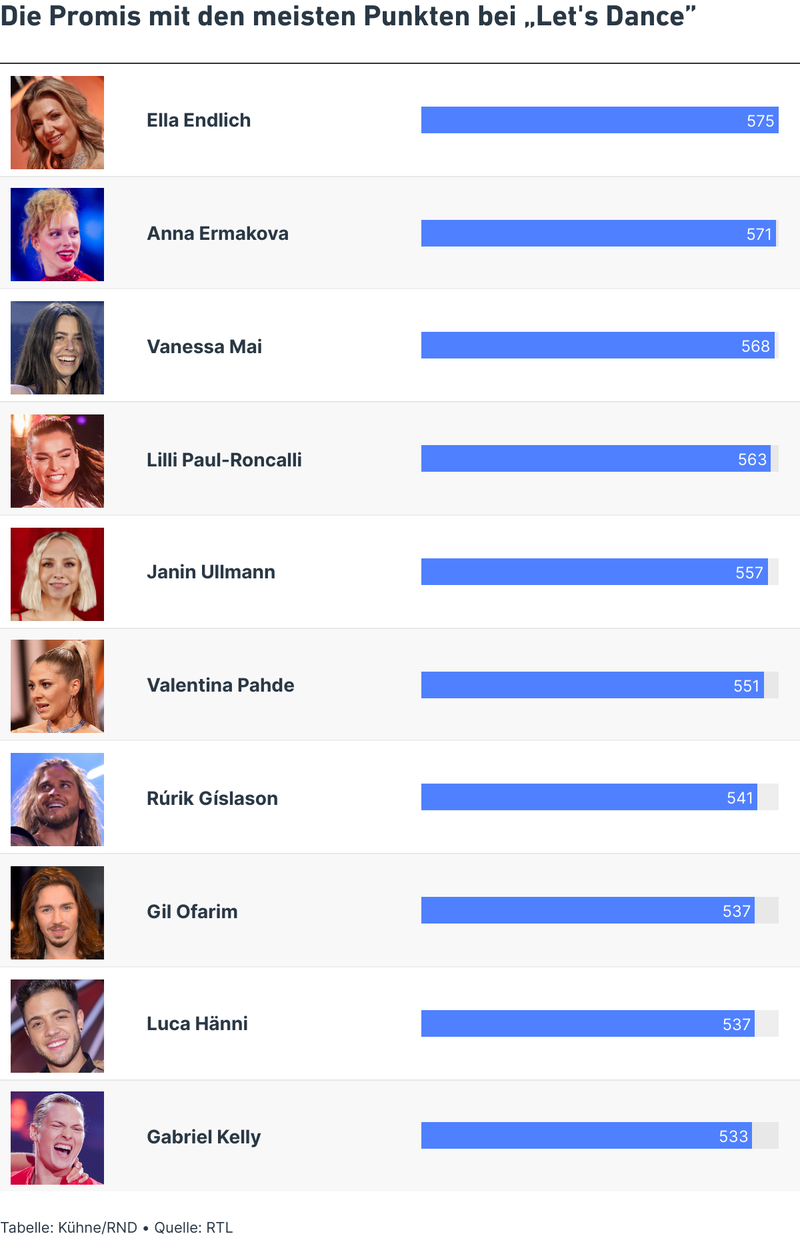 Die Promis mit den meisten Punkten bei „Let's Dance”
Ella Endlich 575
Anna Ermakova 571
Vanessa Mai 568
Lilli Paul-Roncalli 563
Janin Ullmann 557
Valentina Pahde 551
Rúrik Gíslason 541
Gil Ofarim 537
Luca Hänni 537
Gabriel Kelly 533
Tabelle: Kühne/RND • Quelle: RTL